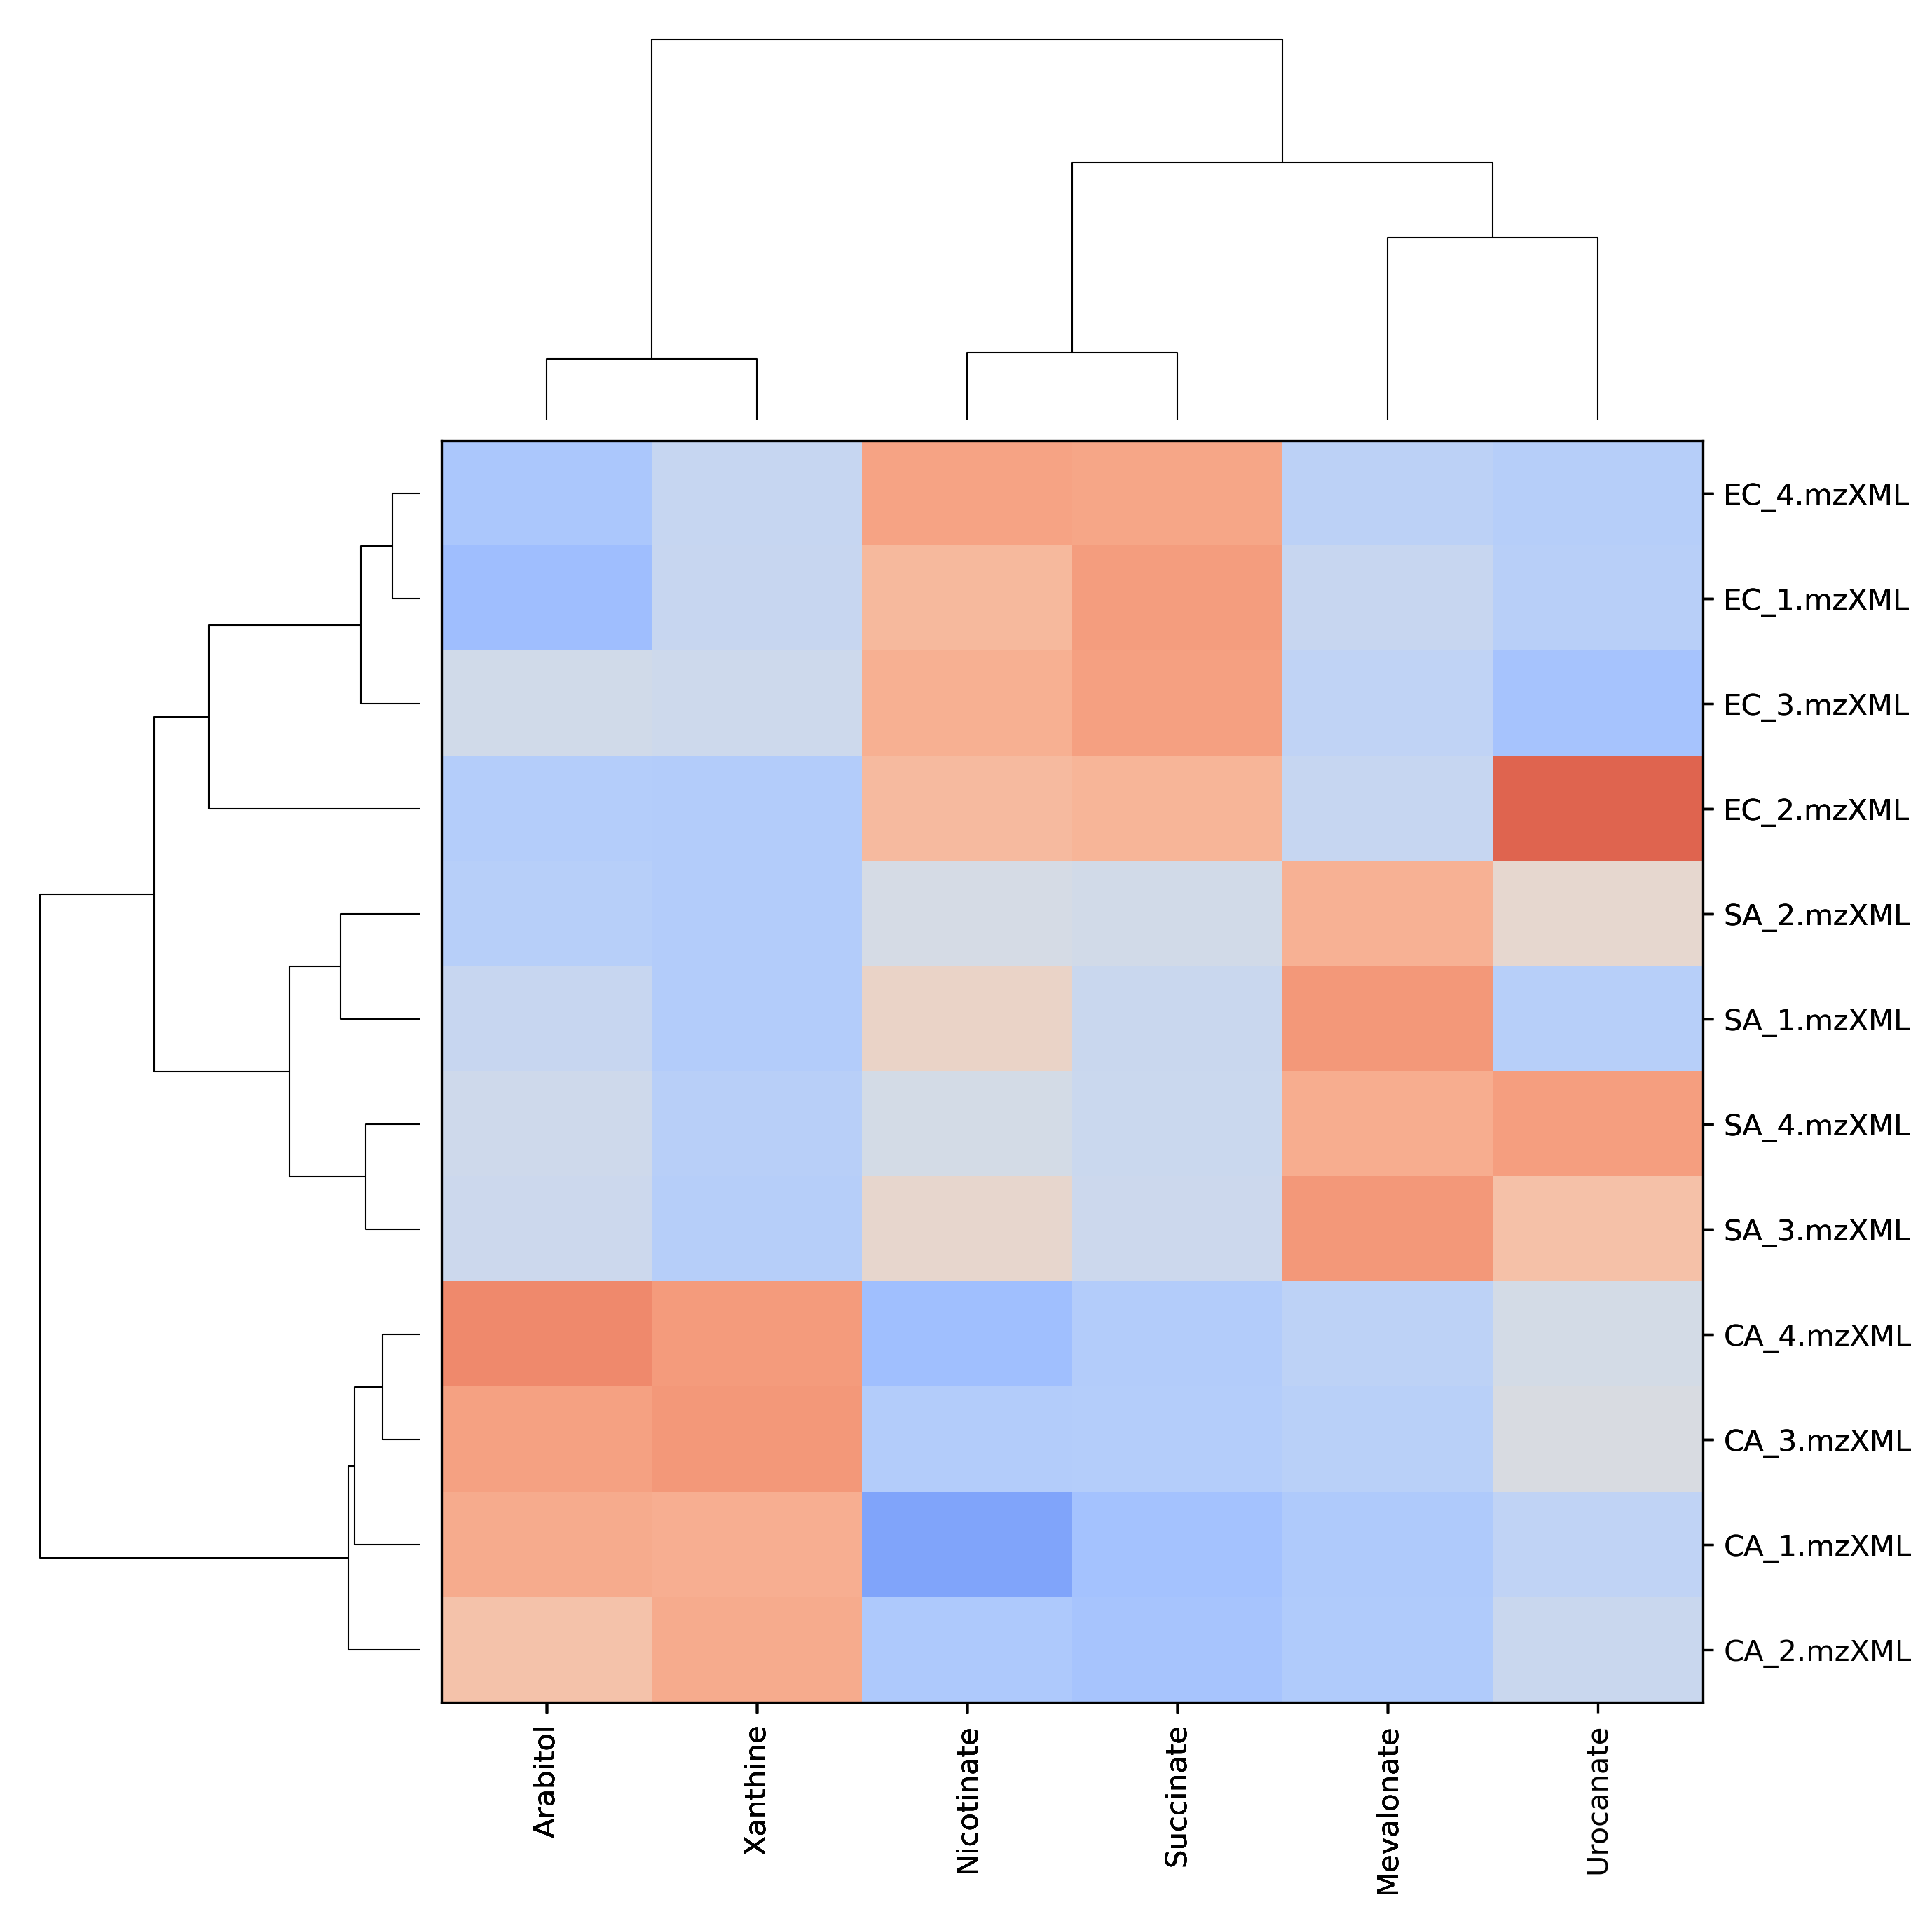 EC_4.mzXML
EC_1.mzXML
EC_3.mzXML
EC_2.mzXML
SA_2.mzXML
SA_1.mzXML
SA_4.mzXML
SA_3.mzXML
CA_4.mzXML
CA_3.mzXML
CA_1.mzXML
CA_2.mzXML
Arabitol
Xanthine
Nicotinate
Succinate
Mevalonate
Urocanate